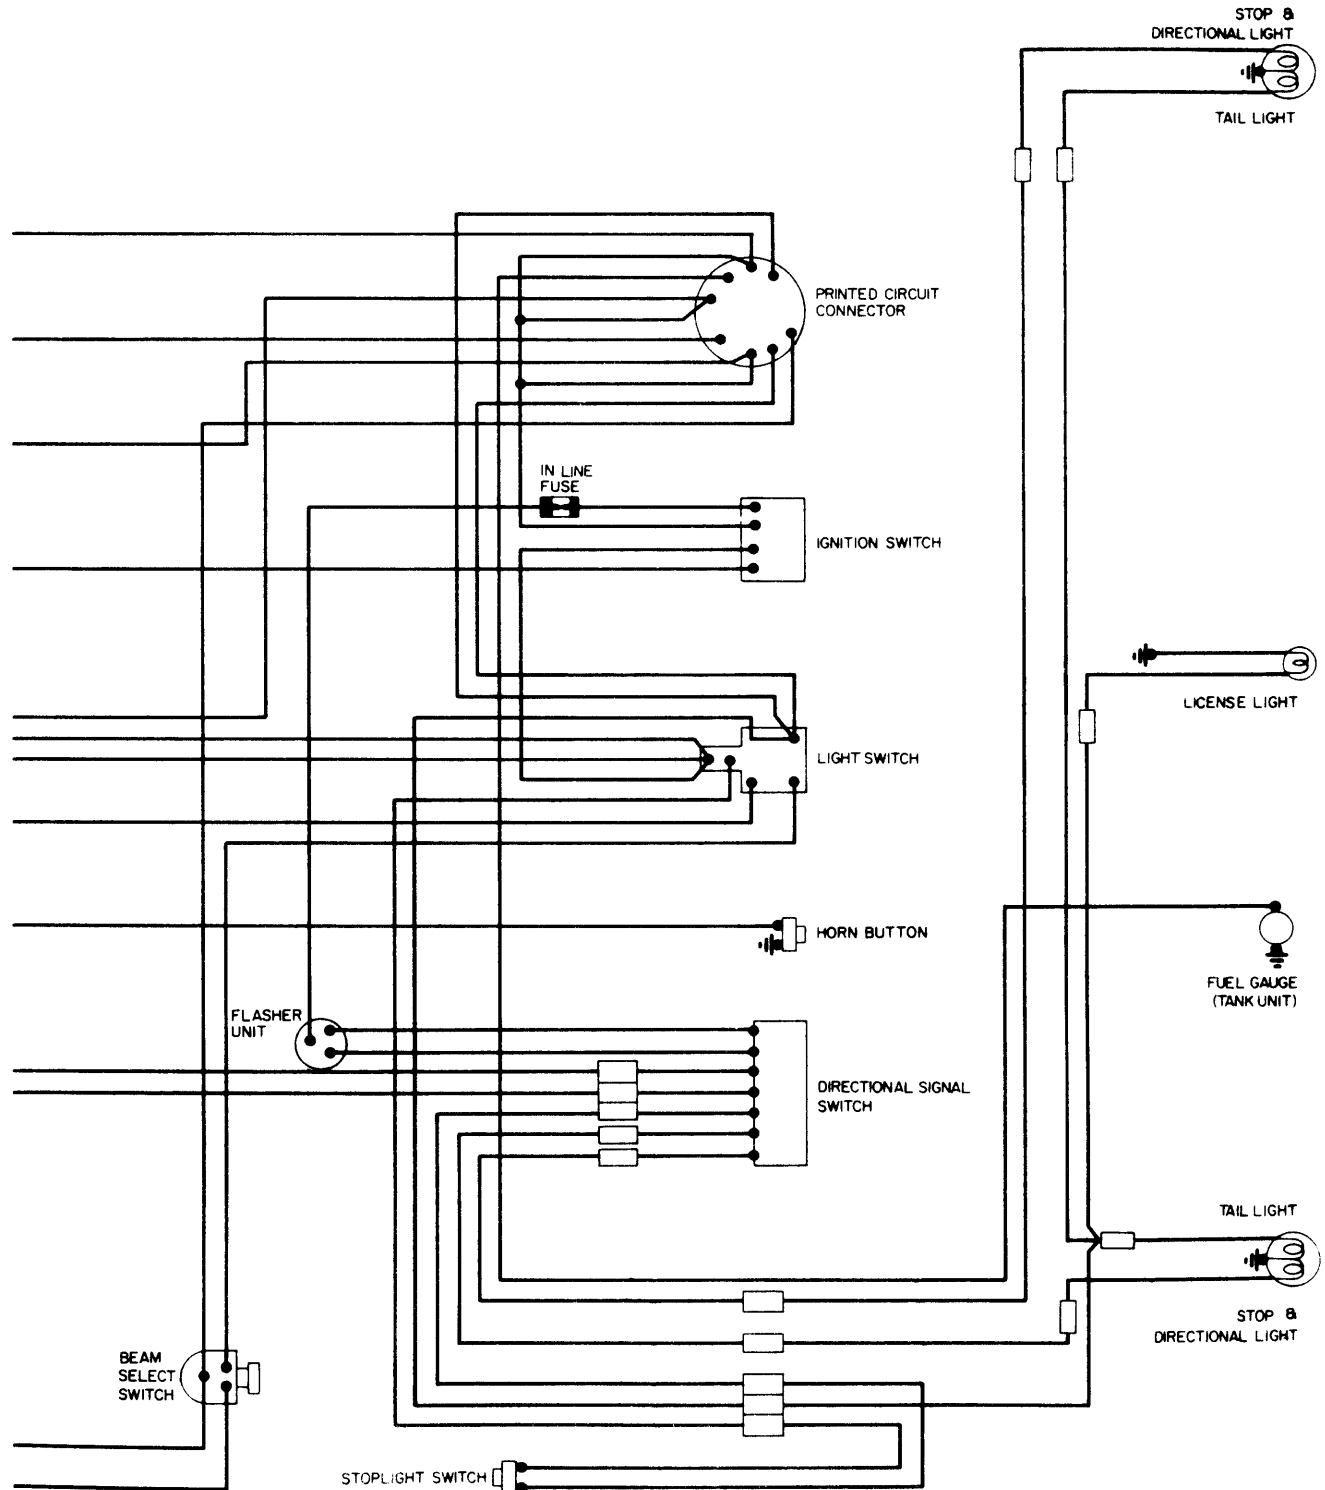 STOP &
DIRECTIONAL LIGHT
TAIL LIGHT
PRINTED CIRCUIT
CONNECTOR
IN LINE
FUSE
IGNITION SWITCH
LICENSE LIGHT
LIGHT SWITCH
HORN BUTTON
FUEL GAUGE
(TANK UNIT)
FLASHER
UNIT
DIRECTIONAL SIGNAL
SWITCH
TAIL LIGHT
STOP &
DIRECTIONAL LIGHT
BEAM
SELECT
SWITCH
STOPLIGHT SWITCH